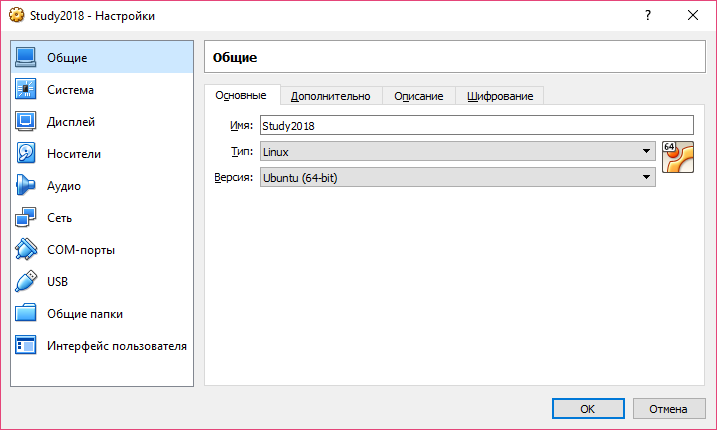 Study2018 - Настройки
?
Общие
Система
Дисплей
Носители
Аудио
Сеть
COM-порты
USB
Общие папки
Интерфейс пользователя
Общие
Основные Дополнительно Описание Шифрование
Имя: Study2018
Тип: Linux
64
Версия: Ubuntu (64-bit)
OK Отмена